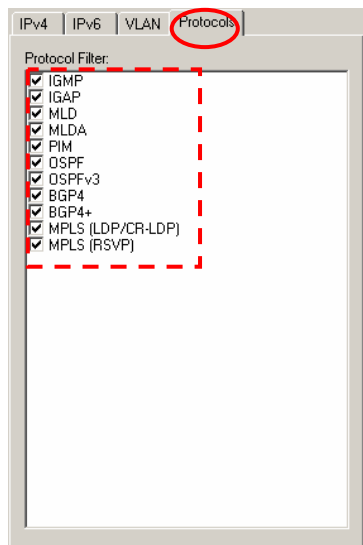 IPv4 IPv6 VLAN Protocols
Protocol Filter:
IGMP
IGAP
MLD
MLDA
PIM
OSPF
OSPFv3
BGP4
BGP4+
MPLS (LDP/CR-LDP)
MPLS (RSVP)